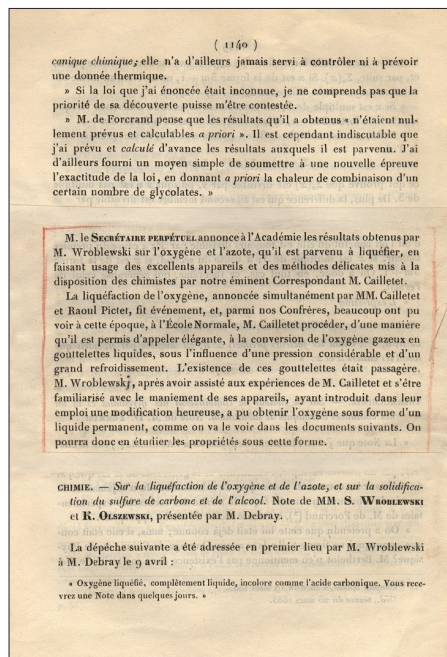 ( 1140 )
canique chimique; elle n'a d'ailleurs jamais servi à contrôler ni à prévoir
une donnée thermique.
» Si la loi que j'ai énoncée était inconnue, je ne comprends pas que la
priorité de sa découverte puisse m'être contestée.
» M. de Forcrand pense que les résultats qu'il a obtenus « n'étaient nul-
lement prévus et calculables a priori ». Il est cependant indiscutable que
j'ai prévu et calculé d'avance les résultats auxquels il est parvenu. J'ai
d'ailleurs fourni un moyen simple de soumettre à une nouvelle épreuve
l'exactitude de la loi, en donnant a priori la chaleur de combinaison d'un
certain nombre de glycolates. »
M. le SECRÉTAIRE PERPÉTUEL annonce à l'Académie les résultats obtenus par
M. Wroblewski sur l'oxygène et l'azote, qu'il est parvenu à liquéfier, en
faisant usage des excellents appareils et des méthodes délicates mis à la
disposition des chimistes par notre éminent Correspondant M. Cailletet.
La liquéfaction de l'oxygène, annoncée simultanément par MM. Cailletet
et Raoul Pictet, fit événement, et, parmi nos Confrères, beaucoup ont pu
voir à cette époque, à l'École Normale, M. Cailletet procéder, d'une manière
qu'il est permis d'appeler élégante, à la conversion de l'oxygène gazeux en
gouttelettes liquides, sous l'influence d'une pression considérable et d'un
grand refroidissement. L'existence de ces gouttelettes était passagère.
M. Wroblewskj, après avoir assisté aux expériences de M. Cailletet et s'être
familiarisé avec le maniement de ses appareils, ayant introduit dans leur
emploi une modification heureuse, a pu obtenir l'oxygène sous forme d'un
liquide permanent, comme on va le voir dans les documents suivants. On
pourra donc en étudier les propriétés sous cette forme.
CHIMIE. — Sur la liquéfaction de l'oxygène et de l'azote, et sur la solidifica-
tion du sulfure de carbone et de l'alcool. Note de MM. S. WRÓBLEWSKI
et K. OLSZEWSKI, présentée par M. Debray.
La dépêche suivante a été adressée en premier lieu par M. Wroblewski
à M. Debray le 9 avril :
« Oxygène liquéfié, complètement liquide, incolore comme l'acide carbonique. Vous rece-
vrez une Note dans quelques jours. »